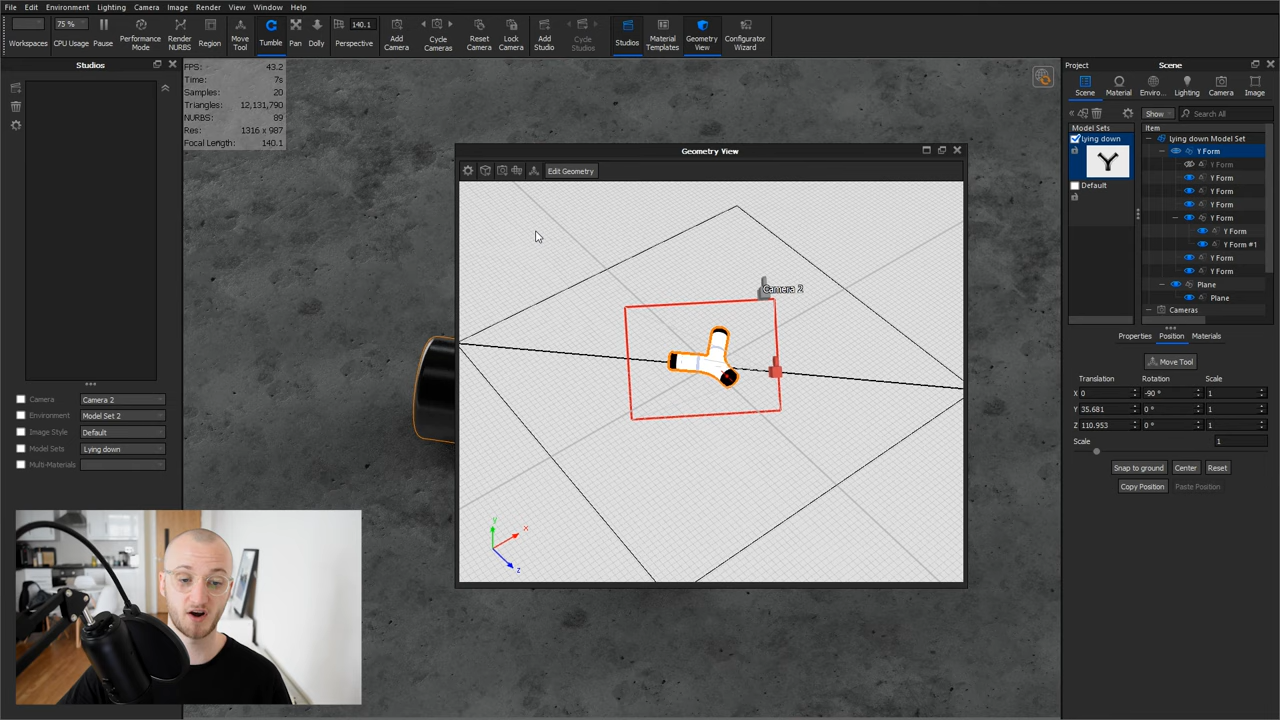 File Edit Environment Lighting Camera Image Render View Window Help
75 % 140.1
Workspaces CPU Usage Pause Performance Mode Render NURBS Region Move Tool Tumble Pan Dolly Perspective Add Camera Cycle Cameras Reset Camera Lock Camera Add Studio Cycle Studios Studios Material Templates Geometry View Configurator Wizard
Studios
FPS: 43.2
Time: 7s
Samples: 20
Triangles: 12,131,790
NURBS: 89
Res: 1316 x 987
Focal Length: 140.1
Camera Camera 2
Environment Model Set 2
Image Style Default
Model Sets Lying down
Multi-Materials
Geometry View
Edit Geometry
Camera 2
y
x
z
Project Scene
Scene Material Enviro... Lighting Camera Image
Show Search All
Model Sets
Lying down
Default
Item
Lying down Model Set
Y Form
Y Form
Y Form
Y Form
Y Form
Y Form
Y Form
Y Form #1
Y Form
Y Form
Plane
Plane
Cameras
Properties Position Materials
Move Tool
Translation Rotation Scale
X 0 -90 ° 1
Y 35.681 0 ° 1
Z 110.953 0 ° 1
Scale 1
Snap to ground Center Reset
Copy Position Paste Position